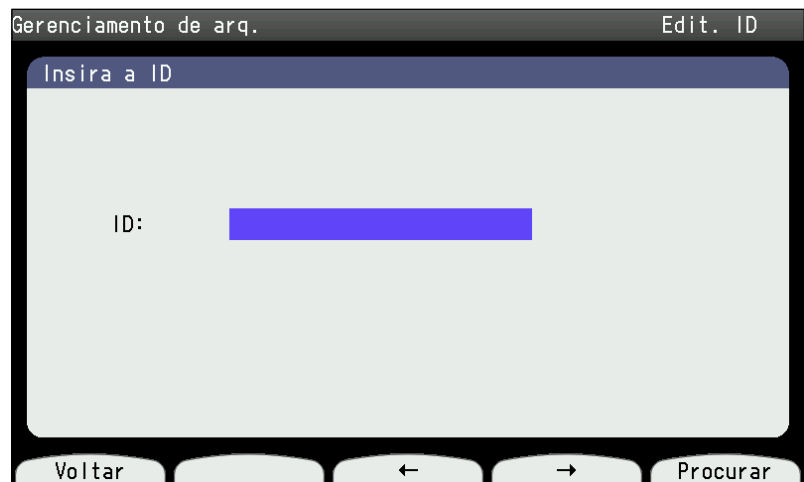 Gerenciamento de arq. Edit. ID
Insira a ID
ID:
Voltar ← → Procurar